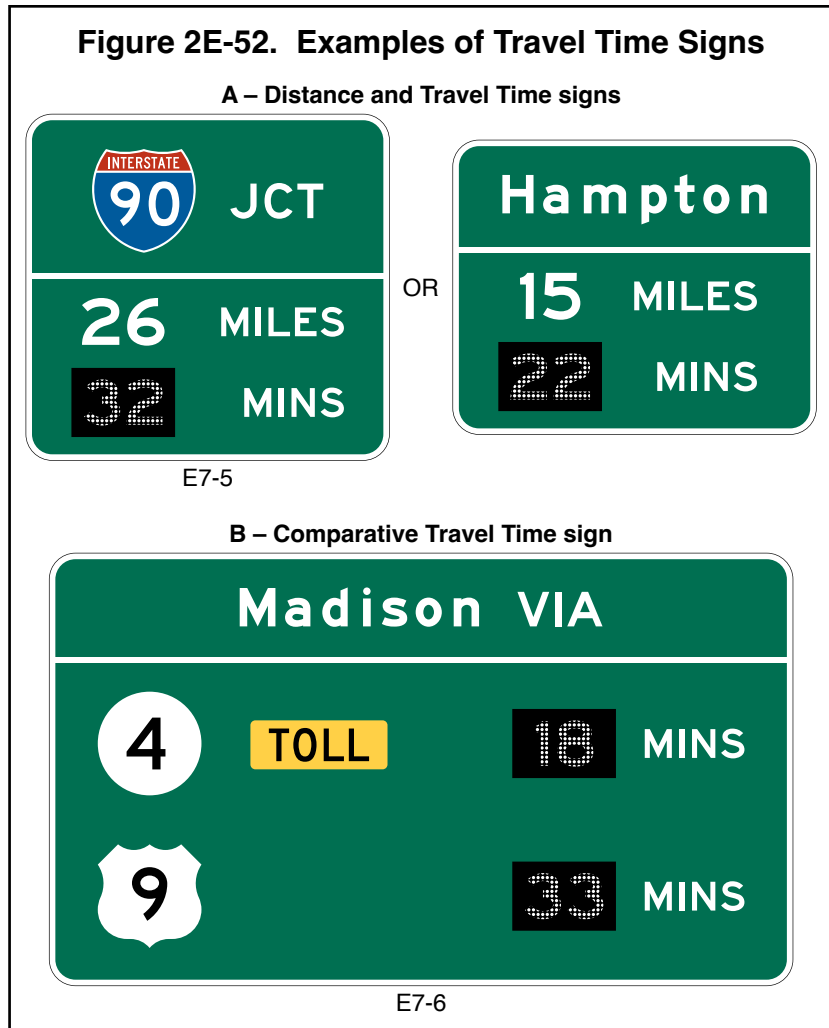 Figure 2E-52. Examples of Travel Time Signs
A – Distance and Travel Time signs
INTERSTATE
90 JCT
26 MILES
32 MINS
E7-5
OR
Hampton
15 MILES
22 MINS
B – Comparative Travel Time sign
Madison VIA
4 TOLL 18 MINS
9 33 MINS
E7-6